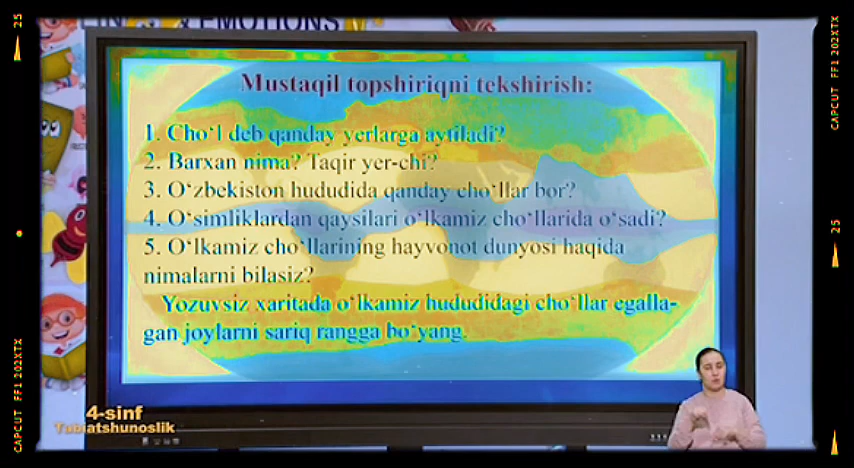 & EMOTIONS
Mustaqil topshiriqni tekshirish:
1. Cho‘l deb qanday yerlarga aytiladi?
2. Barxan nima? Taqir yer-chi?
3. O‘zbekiston hududida qanday cho‘llar bor?
4. O‘simliklardan qaysilari o‘lkamiz cho‘llarida o‘sadi?
5. O‘lkamiz cho‘llarining hayvonot dunyosi haqida
nimalarni bilasiz?
Yozuvsiz xaritada o‘lkamiz hududidagi cho‘llar egalla-
gan joylarni sariq rangga bo‘yang.
4-sinf
Tabiatshunoslik
25
CAPCUT FF1 202XTX
CAPCUT FF1 202XTX
25